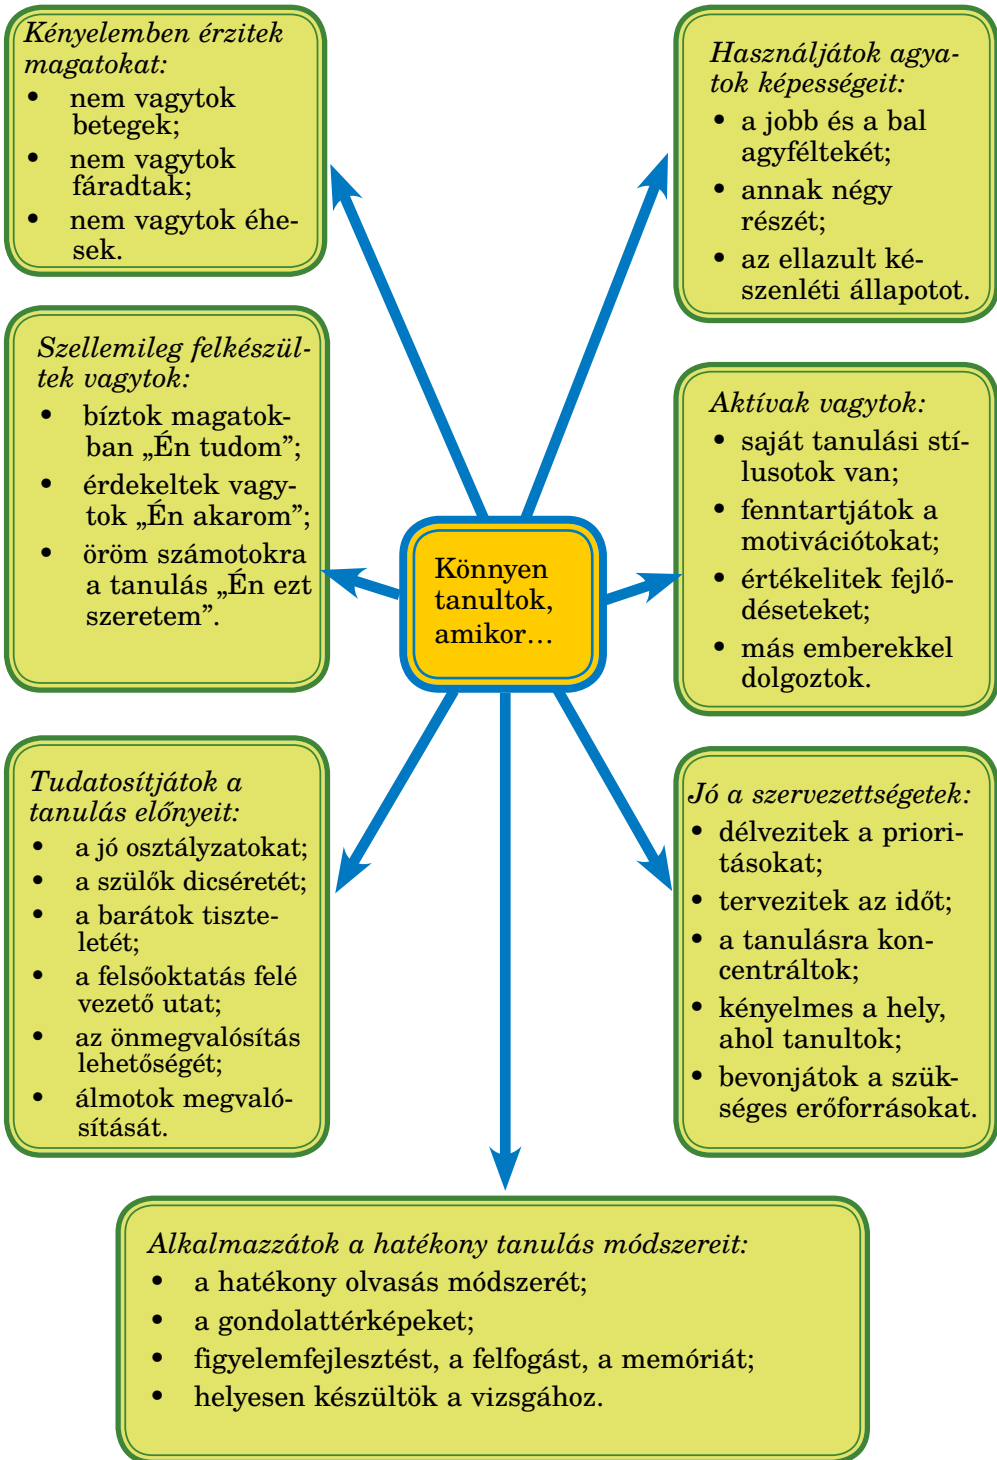 Kényelemben érzitek
magatokat:
• nem vagytok
betegek;
• nem vagytok
fáradtak;
• nem vagytok éhe-
sek.
Használjátok agya-
tok képességeit:
• a jobb és a bal
agyféltekét;
• annak négy
részét;
• az ellazult ké-
szenléti állapotot.
Szellemileg felkészül-
tek vagytok:
• bíztok magatok-
ban „Én tudom”;
• érdekeltek vagy-
tok „Én akarom”;
• öröm számotokra
a tanulás „Én ezt
szeretem”.
Aktívak vagytok:
• saját tanulási stí-
lusotok van;
• fenntartjátok a
motivációtokat;
• értékelitek fejlő-
déseteket;
• más emberekkel
dolgoztok.
Könnyen
tanultok,
amikor…
Tudatosítjátok a
tanulás előnyeit:
• a jó osztályzatokat;
• a szülők dicséretét;
• a barátok tiszte-
letét;
• a felsőoktatás felé
vezető utat;
• az önmegvalósítás
lehetőségét;
• álmotok megvaló-
sítását.
Jó a szervezettségetek:
• délvezitek a priori-
tásokat;
• tervezitek az időt;
• a tanulásra kon-
centráltok;
• kényelmes a hely,
ahol tanultok;
• bevonjátok a szük-
séges erőforrásokat.
Alkalmazzátok a hatékony tanulás módszereit:
• a hatékony olvasás módszerét;
• a gondolattérképeket;
• figyelemfejlesztést, a felfogást, a memóriát;
• helyesen készültök a vizsgához.